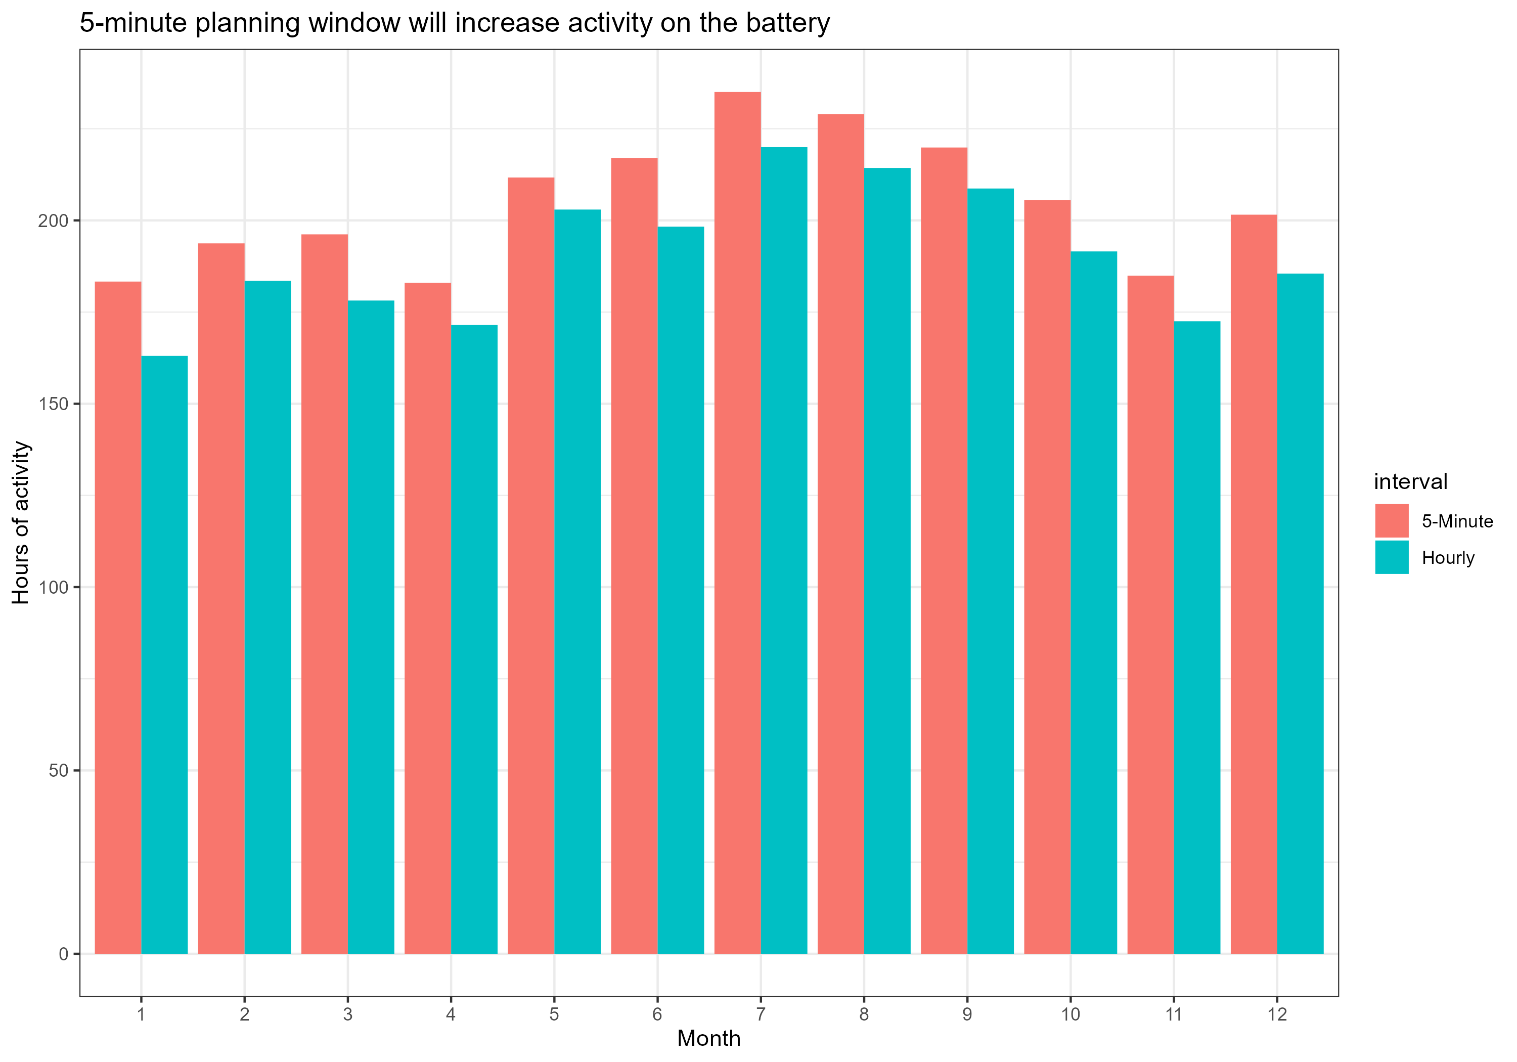 5-minute planning window will increase activity on the battery
Hours of activity
200
150
100
50
0
1 2 3 4 5 6 7 8 9 10 11 12
Month
interval
5-Minute
Hourly